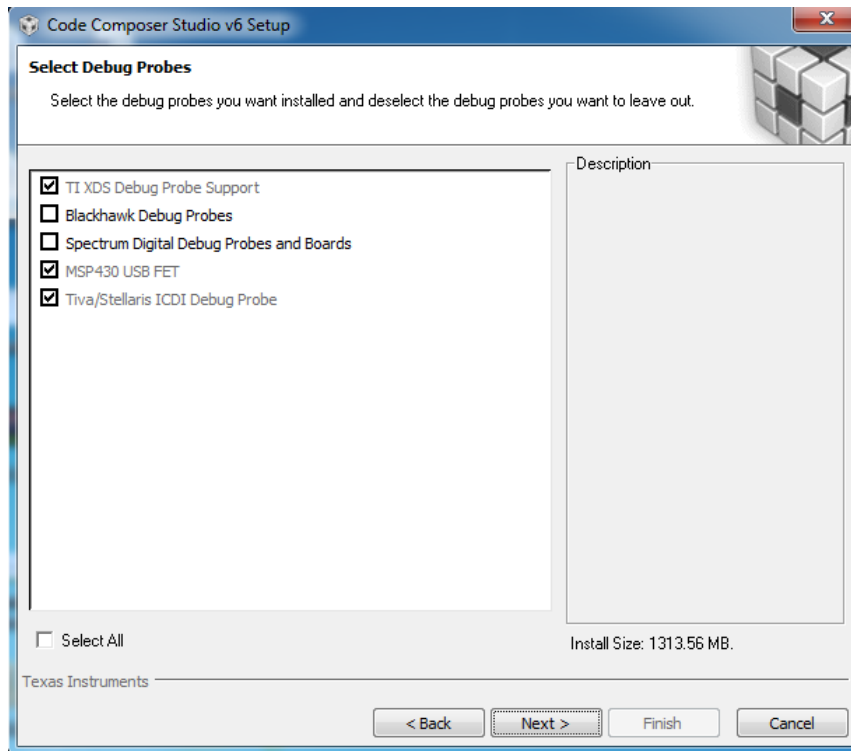 Code Composer Studio v6 Setup
Select Debug Probes
Select the debug probes you want installed and deselect the debug probes you want to leave out.
TI XDS Debug Probe Support
Blackhawk Debug Probes
Spectrum Digital Debug Probes and Boards
MSP430 USB FET
Tiva/Stellaris ICDI Debug Probe
Description
Select All
Install Size: 1313.56 MB.
Texas Instruments
< Back
Next >
Finish
Cancel